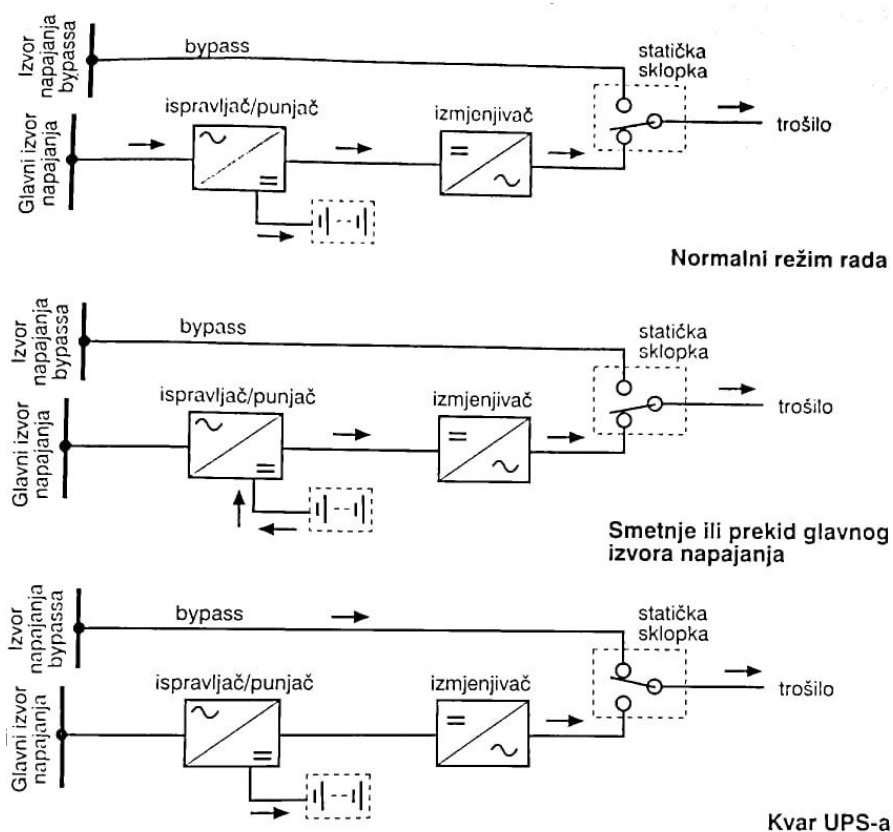 Izvor
napajanja
bypassa
bypass
statička
sklopka
Glavni izvor
napajanja
ispravljač/punjač
izmjenjivač
trošilo
Normalni režim rada
Izvor
napajanja
bypassa
bypass
statička
sklopka
Glavni izvor
napajanja
ispravljač/punjač
izmjenjivač
trošilo
Smetnje ili prekid glavnog
izvora napajanja
Izvor
napajanja
bypassa
bypass
statička
sklopka
Glavni izvor
napajanja
ispravljač/punjač
izmjenjivač
trošilo
Kvar UPS-a